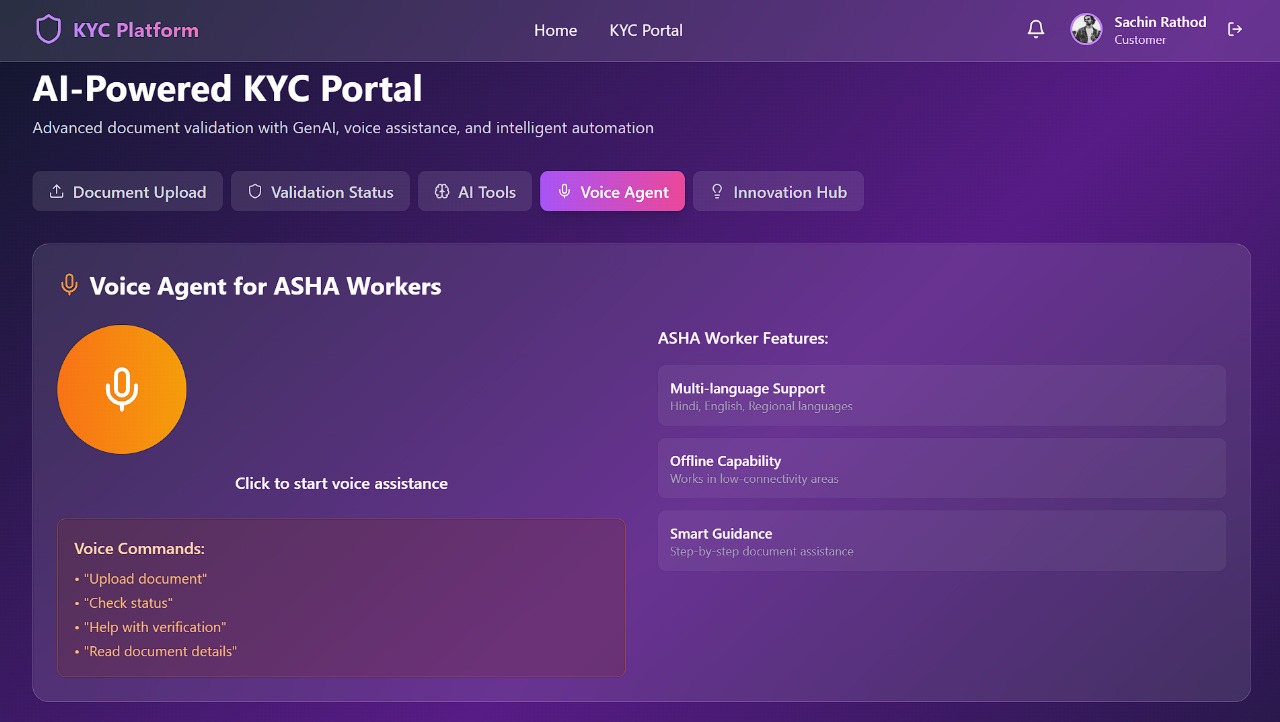 KYC Platform
Home
KYC Portal
Sachin Rathod
Customer
AI-Powered KYC Portal
Advanced document validation with GenAI, voice assistance, and intelligent automation
Document Upload
Validation Status
AI Tools
Voice Agent
Innovation Hub
Voice Agent for ASHA Workers
Click to start voice assistance
Voice Commands:
• "Upload document"
• "Check status"
• "Help with verification"
• "Read document details"
ASHA Worker Features:
Multi-language Support
Hindi, English, Regional languages
Offline Capability
Works in low-connectivity areas
Smart Guidance
Step-by-step document assistance